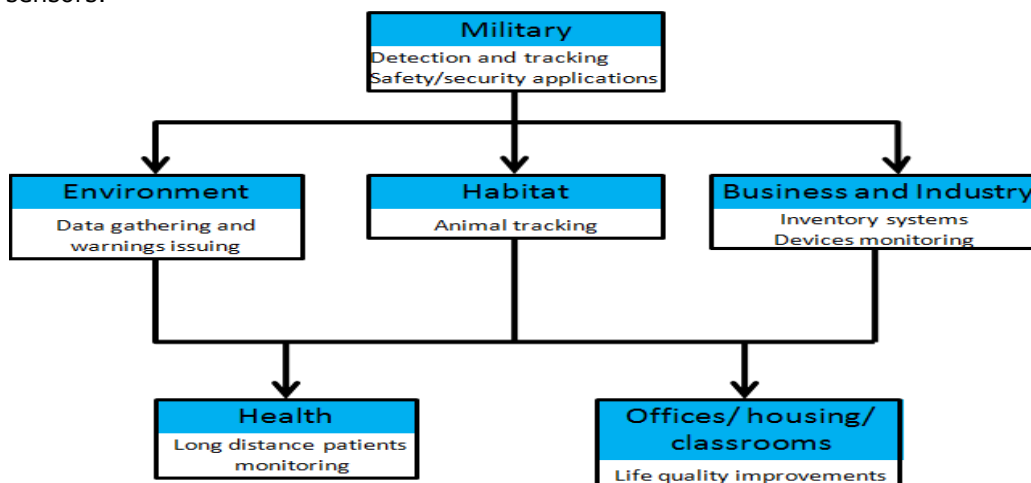 sensors.
Military
Detection and tracking
Safety/security applications
Environment
Data gathering and
warnings issuing
Habitat
Animal tracking
Business and Industry
Inventory systems
Devices monitoring
Health
Long distance patients
monitoring
Offices/ housing/
classrooms
Life quality improvements